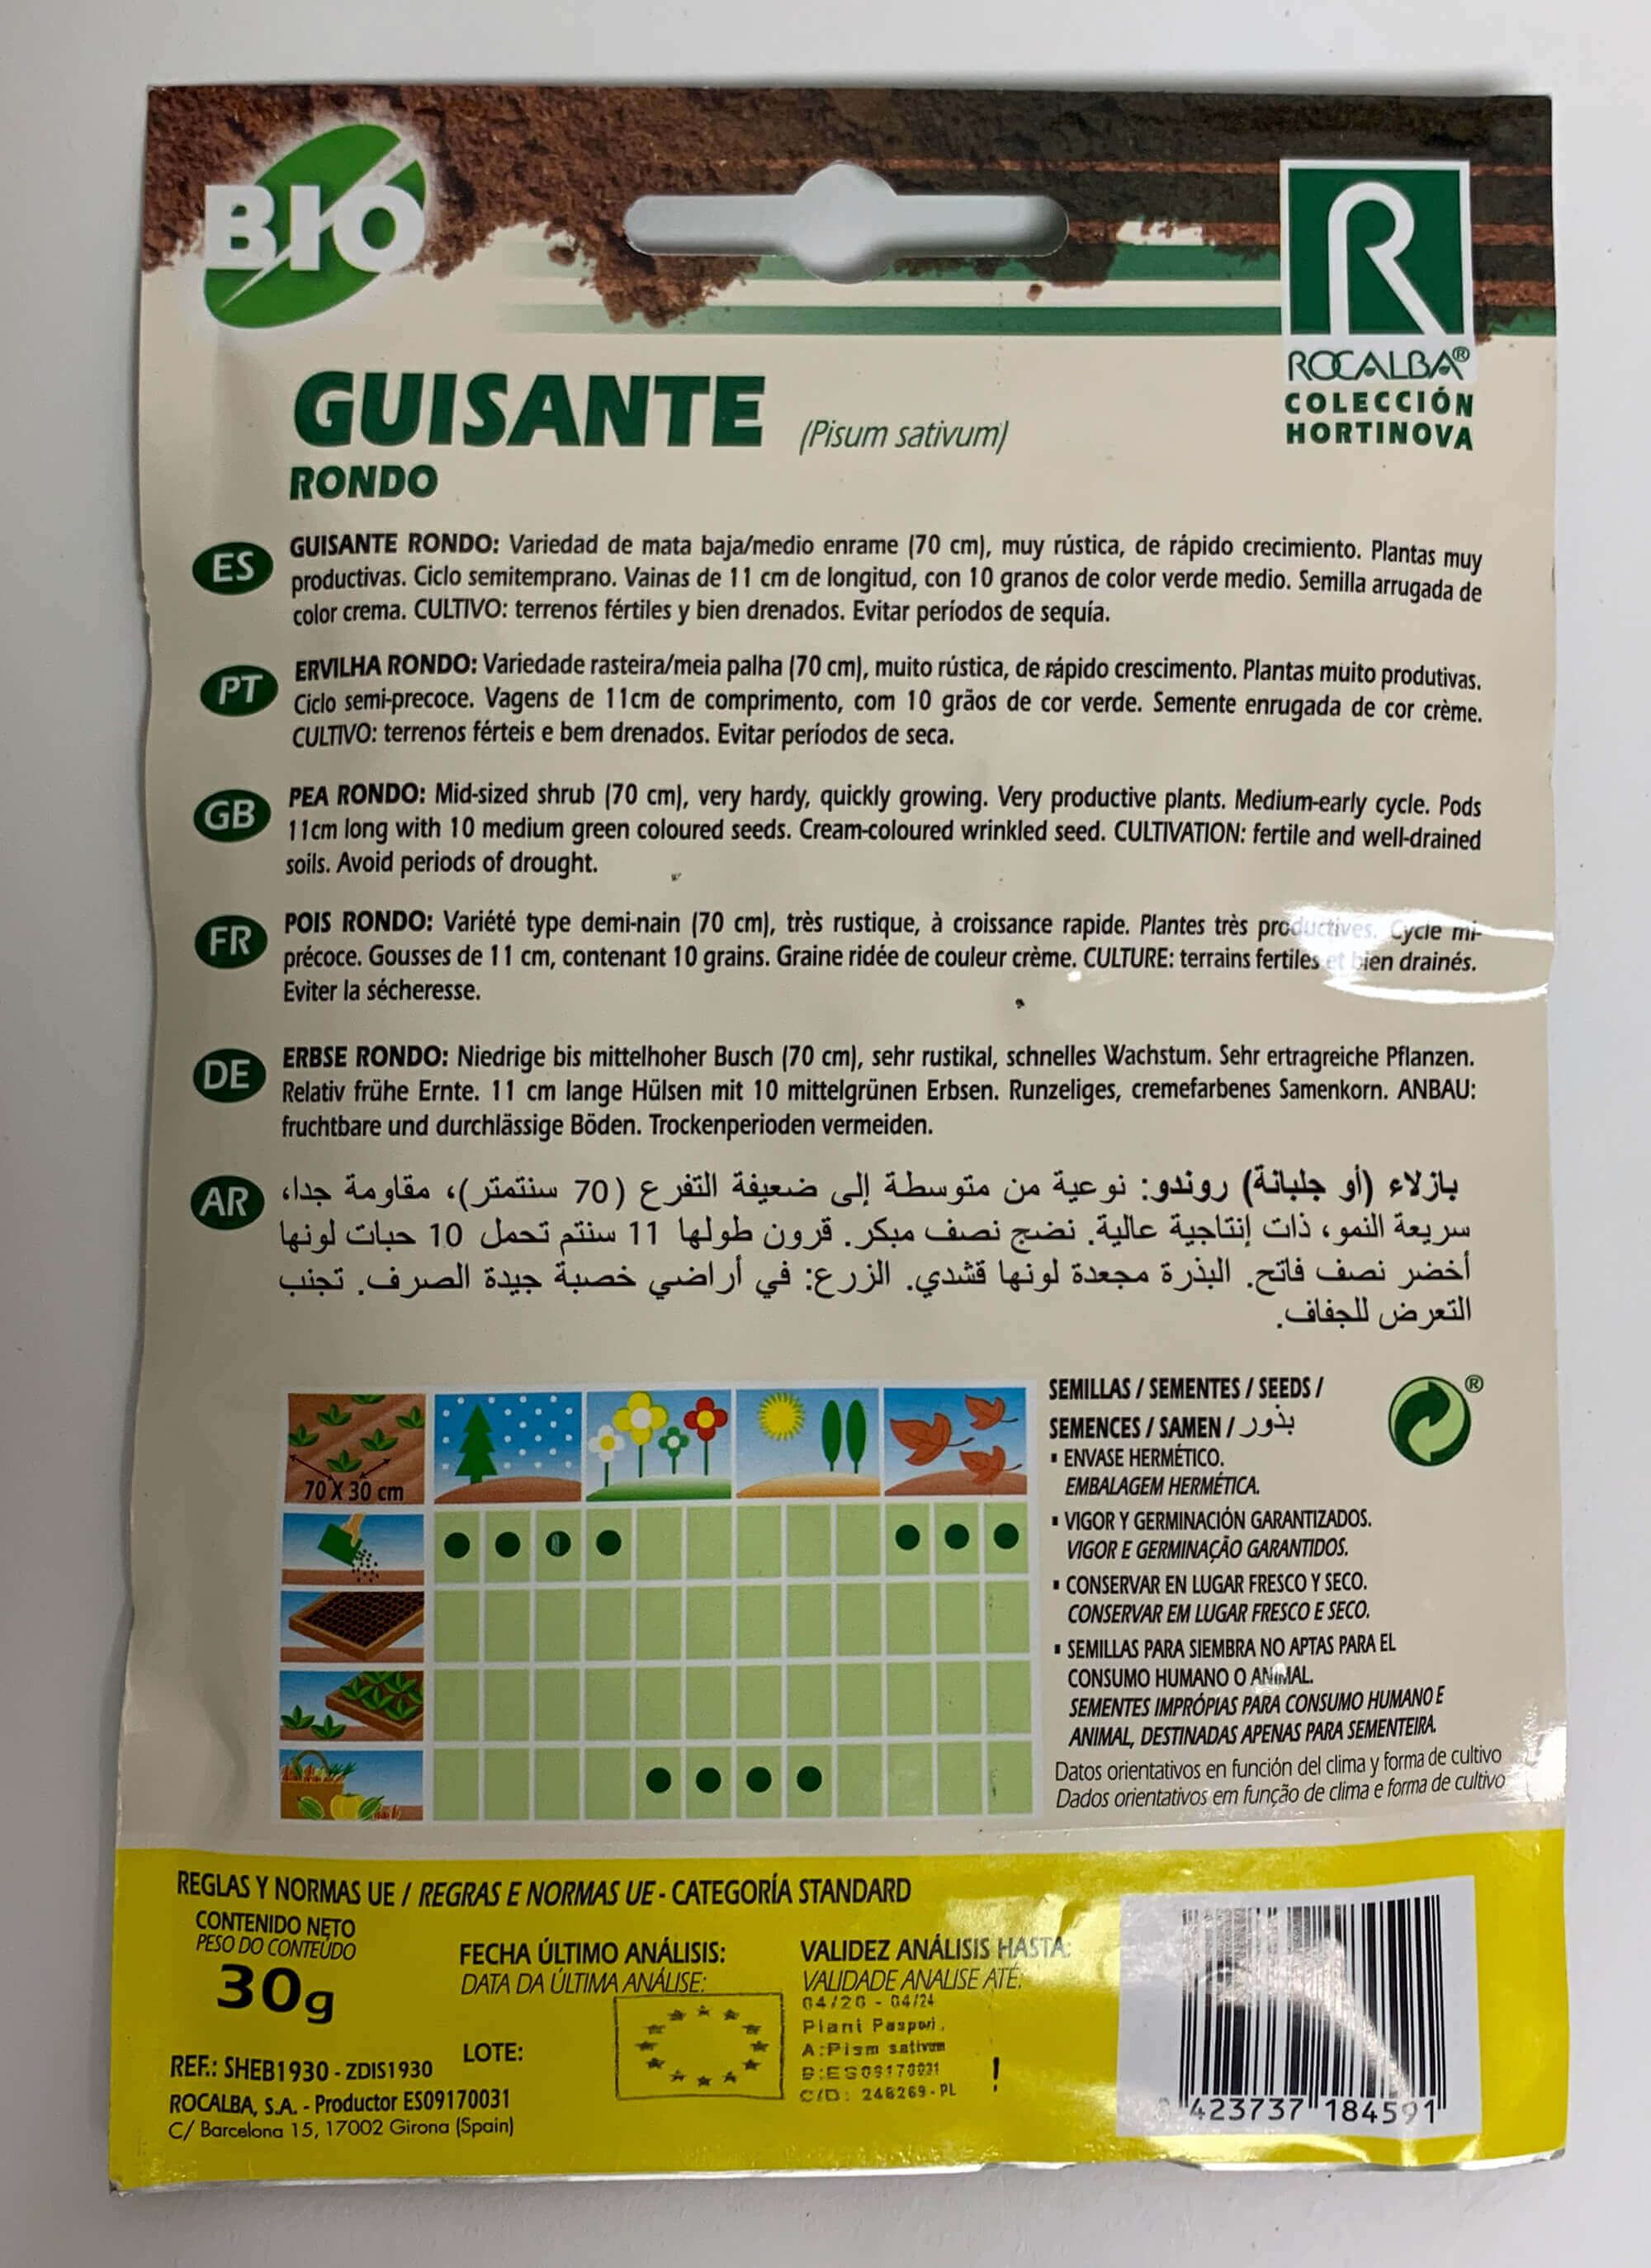 BIO
R
ROCALBA®
COLECCIÓN
HORTINOVA
GUISANTE (Pisum sativum)
RONDO
ES
GUISANTE RONDO: Variedad de mata baja/medio enrame (70 cm), muy rústica, de rápido crecimiento. Plantas muy
productivas. Ciclo semitemprano. Vainas de 11 cm de longitud, con 10 granos de color verde medio. Semilla arrugada de
color crema. CULTIVO: terrenos fértiles y bien drenados. Evitar períodos de sequía.
PT
ERVILHA RONDO: Variedade rasteira/meia palha (70 cm), muito rústica, de rápido crescimento. Plantas muito produtivas.
Ciclo semi-precoce. Vagens de 11cm de comprimento, com 10 grãos de cor verde. Semente enrugada de cor crème.
CULTIVO: terrenos férteis e bem drenados. Evitar períodos de seca.
GB
PEA RONDO: Mid-sized shrub (70 cm), very hardy, quickly growing. Very productive plants. Medium-early cycle. Pods
11cm long with 10 medium green coloured seeds. Cream-coloured wrinkled seed. CULTIVATION: fertile and well-drained
soils. Avoid periods of drought.
FR
POIS RONDO: Variété type demi-nain (70 cm), très rustique, à croissance rapide. Plantes très productives. Cycle mi-
précoce. Gousses de 11 cm, contenant 10 grains. Graine ridée de couleur crème. CULTURE: terrains fertiles et bien drainés.
Eviter la sécheresse.
DE
ERBSE RONDO: Niedrige bis mittelhoher Busch (70 cm), sehr rustikal, schnelles Wachstum. Sehr ertragreiche Pflanzen.
Relativ frühe Ernte. 11 cm lange Hülsen mit 10 mittelgrünen Erbsen. Runzeliges, cremefarbenes Samenkorn. ANBAU:
fruchtbare und durchlässige Böden. Trockenperioden vermeiden.
AR
بازلاء (أو جلبانة) روندو: نوعية من متوسطة إلى ضعيفة التفرع (70 سنتمتر)، مقاومة جدا،
سريعة النمو، ذات إنتاجية عالية. نضج نصف مبكر. قرون طولها 11 سنتم تحمل 10 حبات لونها
أخضر نصف فاتح. البذرة مجعدة لونها قشدي. الزرع: في أراضي خصبة جيدة الصرف. تجنب
التعرض للجفاف.
70 X 30 cm
SEMILLAS / SEMENTES / SEEDS /
SEMENCES / SAMEN / بذور
®
▪ ENVASE HERMÉTICO.
EMBALAGEM HERMÉTICA.
▪ VIGOR Y GERMINACIÓN GARANTIZADOS.
VIGOR E GERMINAÇÃO GARANTIDOS.
▪ CONSERVAR EN LUGAR FRESCO Y SECO.
CONSERVAR EM LUGAR FRESCO E SECO.
▪ SEMILLAS PARA SIEMBRA NO APTAS PARA EL
CONSUMO HUMANO O ANIMAL.
SEMENTES IMPRÓPIAS PARA CONSUMO HUMANO E
ANIMAL, DESTINADAS APENAS PARA SEMENTEIRA.
Datos orientativos en función del clima y forma de cultivo
Dados orientativos em função de clima e forma de cultivo
REGLAS Y NORMAS UE / REGRAS E NORMAS UE - CATEGORÍA STANDARD
CONTENIDO NETO
PESO DO CONTEÚDO
30g
FECHA ÚLTIMO ANÁLISIS:
DATA DA ÚLTIMA ANÁLISE:
VALIDEZ ANÁLISIS HASTA:
VALIDADE ANALISE ATÉ:
04/20 - 04/24
Plant Pasport.
A:Pism sativum
B:ES09170031
C/D: 246269-PL
!
LOTE:
REF.: SHEB1930 - ZDIS1930
ROCALBA, S.A. - Productor ES09170031
C/ Barcelona 15, 17002 Girona (Spain)
423737 184591